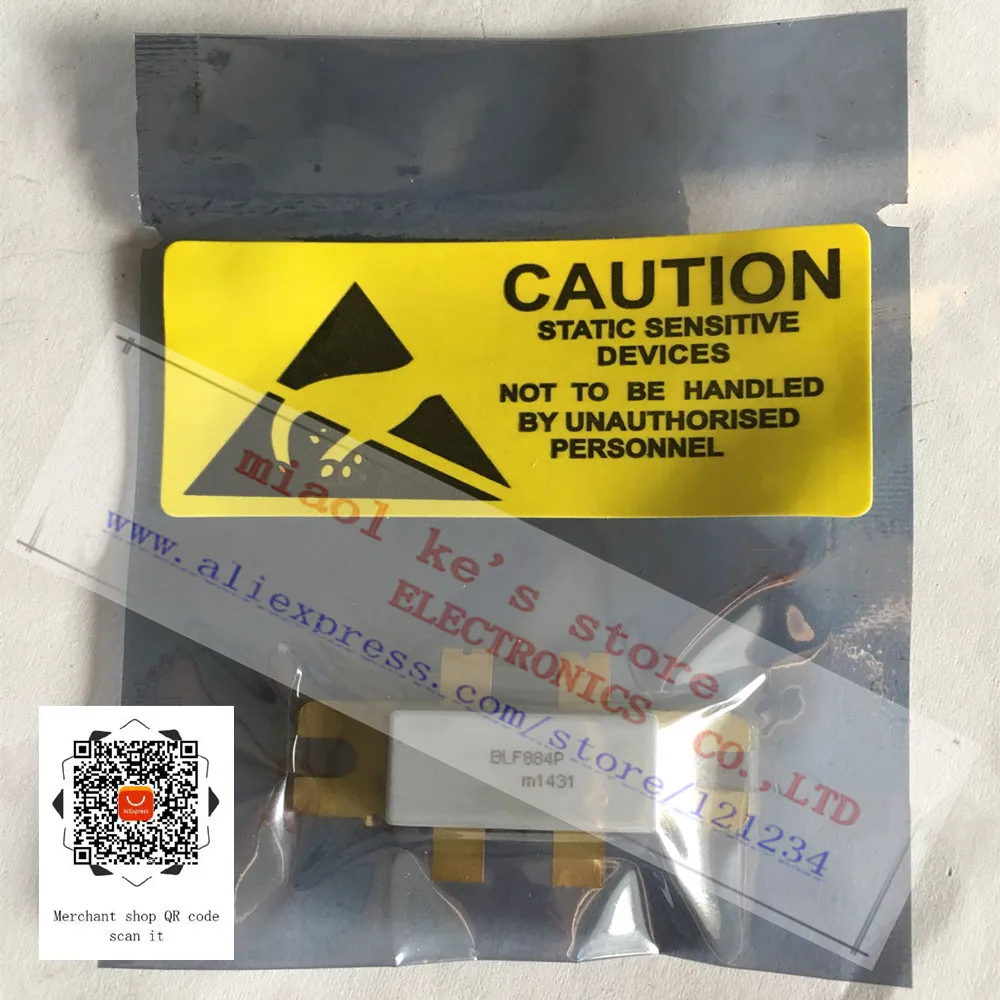 CAUTION
STATIC SENSITIVE
DEVICES
NOT TO BE HANDLED
BY UNAUTHORISED
PERSONNEL
miaol ke's store
ELECTRONICS CO.,LTD
www.aliexpress.com/store/121234
BLF884P
m1431
AliExpress
Merchant shop QR code
scan it